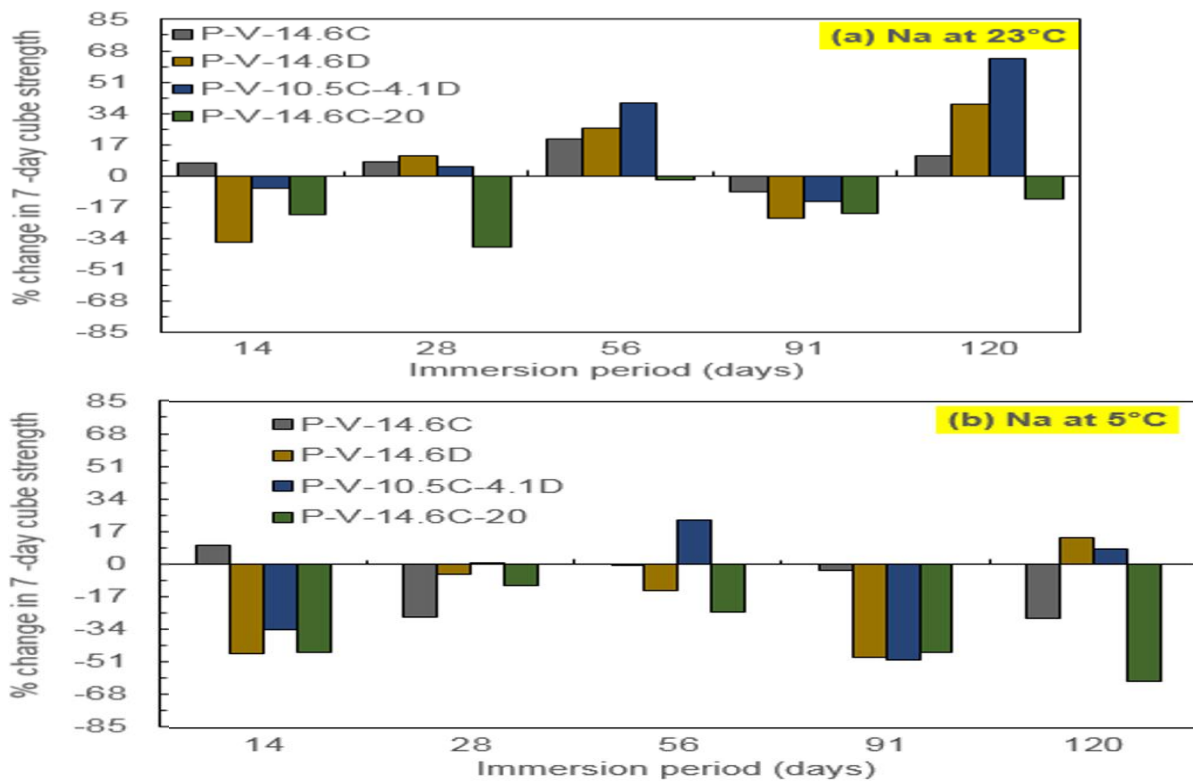 (a) Na at 23°C
P-V-14.6C
P-V-14.6D
P-V-10.5C-4.1D
P-V-14.6C-20
% change in 7 -day cube strength
85
68
51
34
17
0
-17
-34
-51
-68
-85
14 28 56 91 120
Immersion period (days)
(b) Na at 5°C
P-V-14.6C
P-V-14.6D
P-V-10.5C-4.1D
P-V-14.6C-20
% change in 7 -day cube strength
85
68
51
34
17
0
-17
-34
-51
-68
-85
14 28 56 91 120
Immersion period (days)